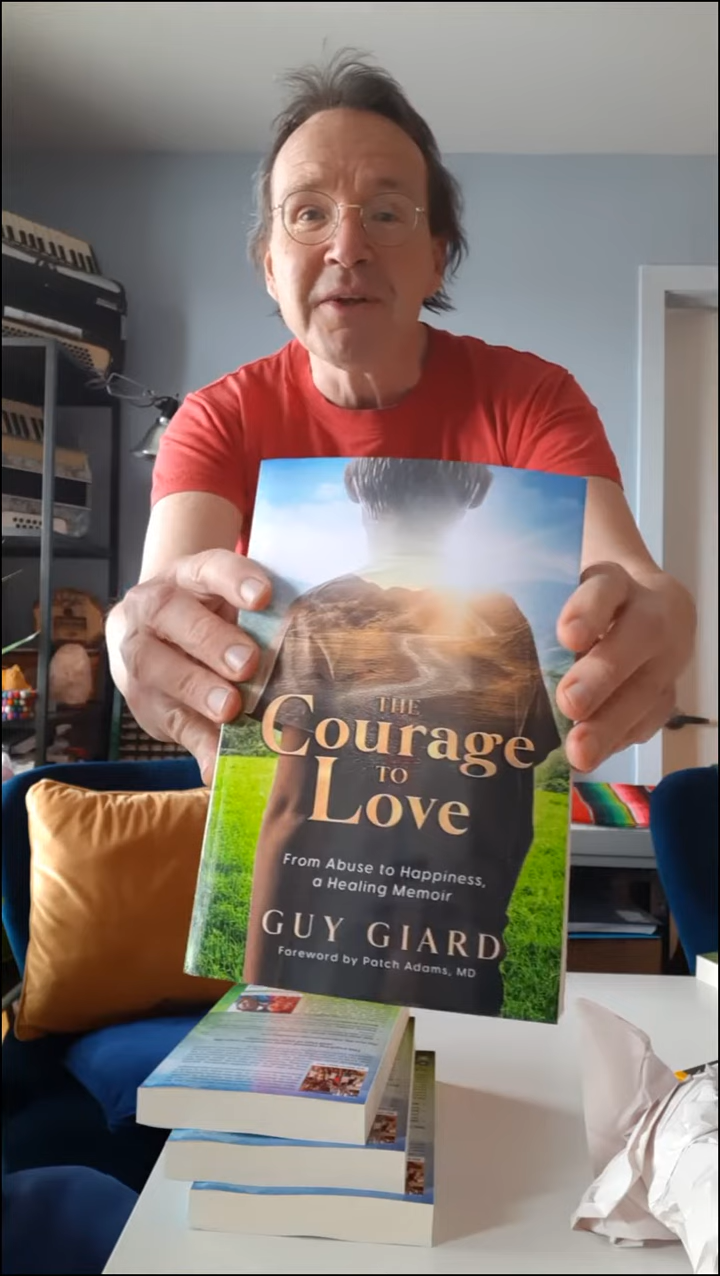 THE
Courage
TO
Love
From Abuse to Happiness,
a Healing Memoir
GUY GIARD
Foreword by Patch Adams, MD